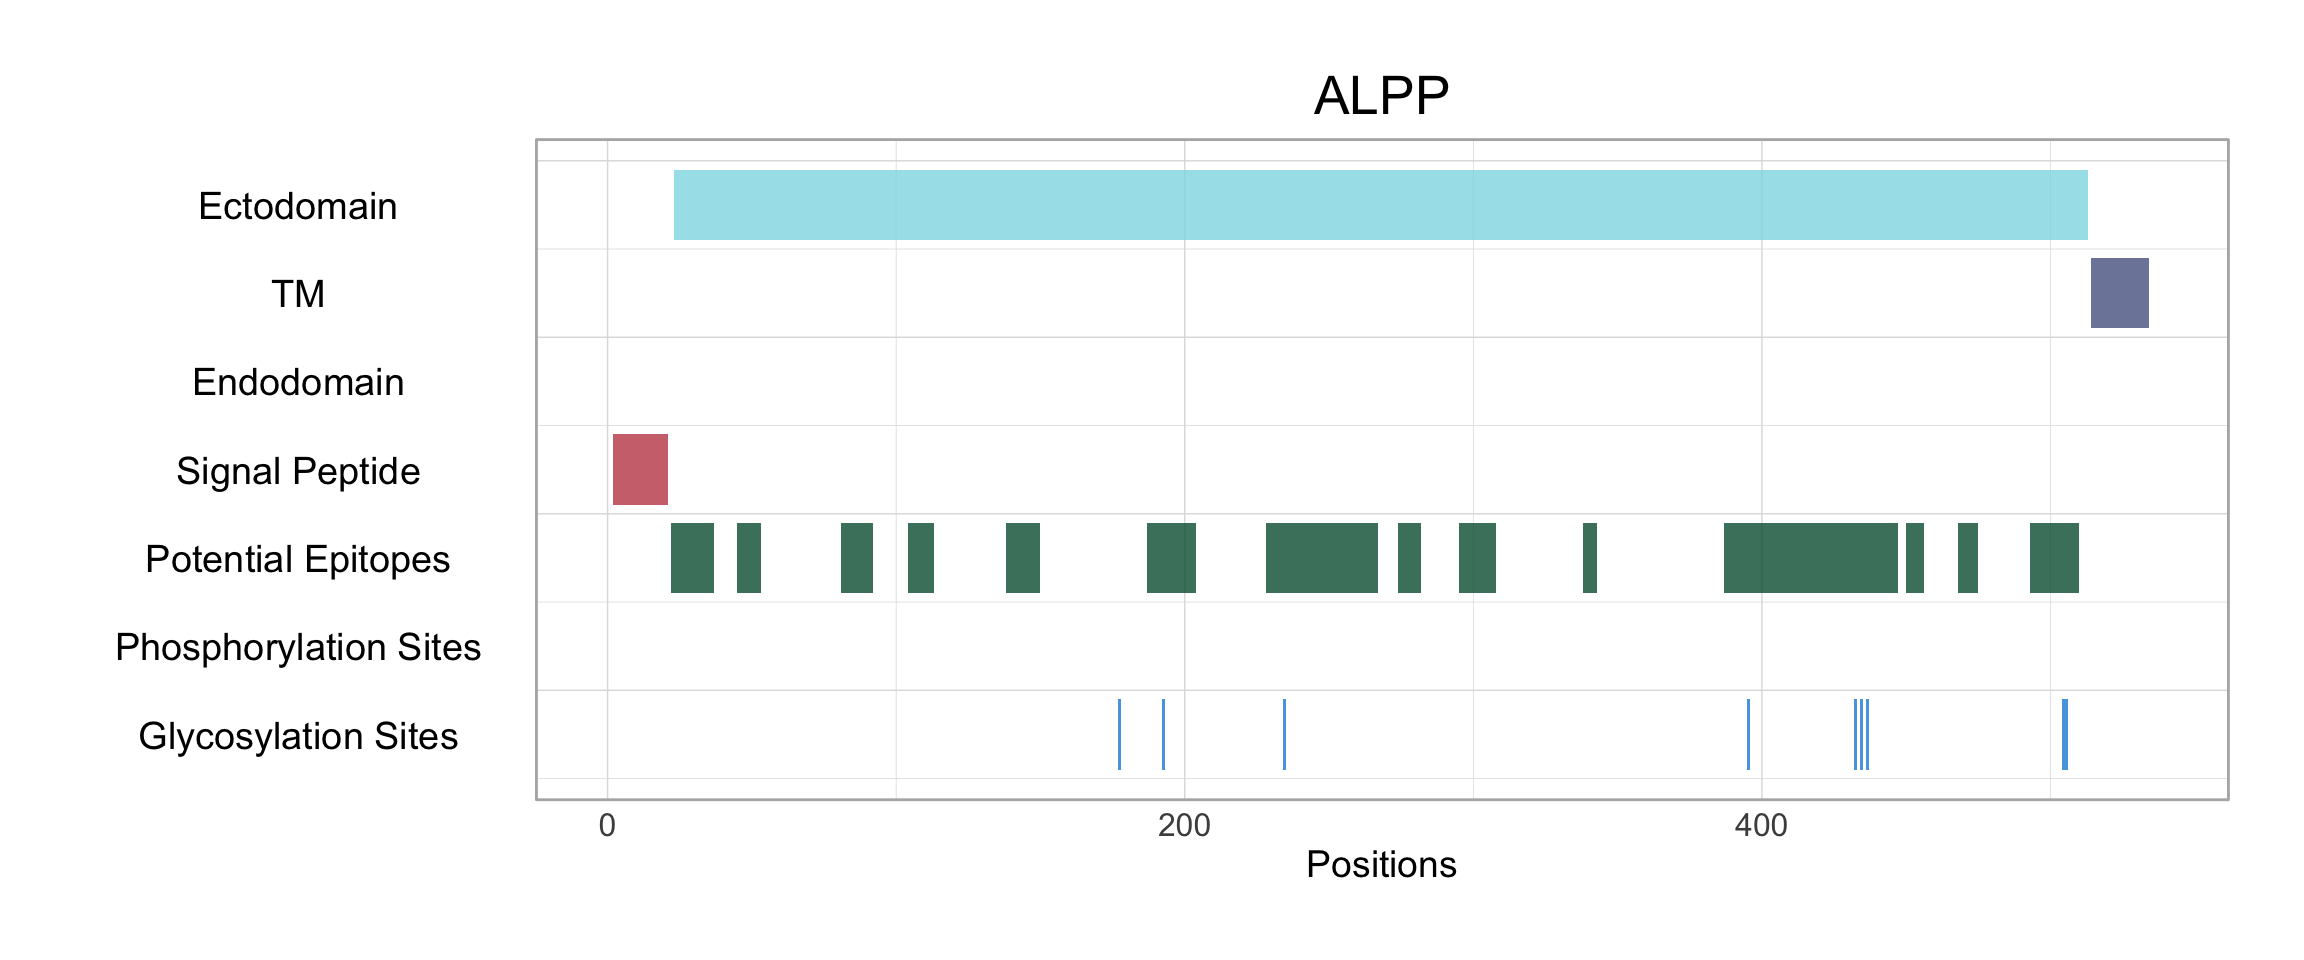 ALPP
Ectodomain
TM
Endodomain
Signal Peptide
Potential Epitopes
Phosphorylation Sites
Glycosylation Sites
0 200 400
Positions